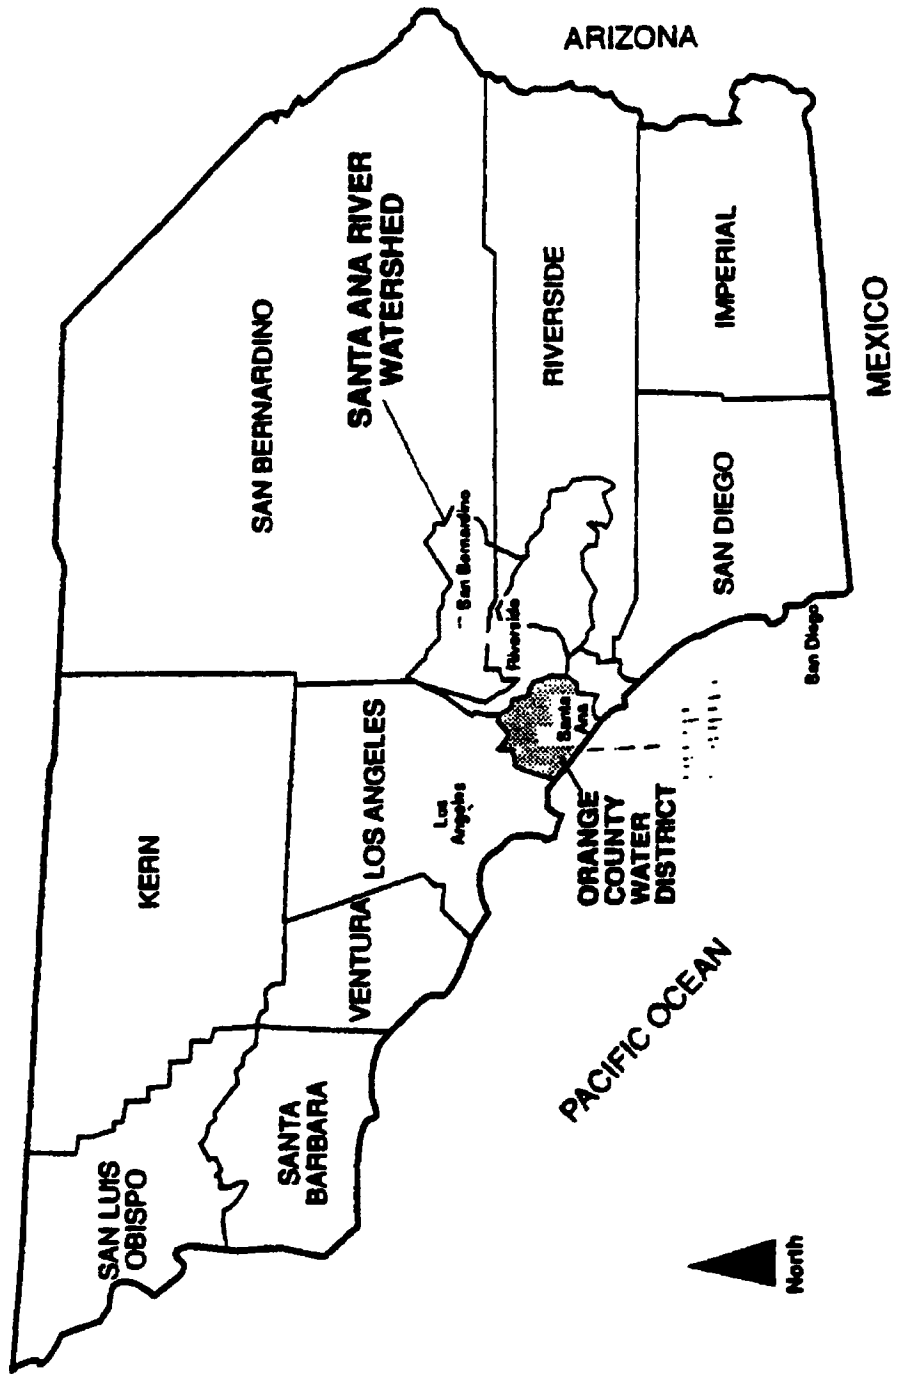 ARIZONA
SANTA ANA RIVER
WATERSHED
SAN BERNARDINO
RIVERSIDE
IMPERIAL
MEXICO
San Bernardino
Riverside
SAN DIEGO
San Diego
KERN
LOS ANGELES
Los
Angeles
Santa
Ana
ORANGE
COUNTY
WATER
DISTRICT
VENTURA
SANTA
BARBARA
SAN LUIS
OBISPO
PACIFIC OCEAN
North